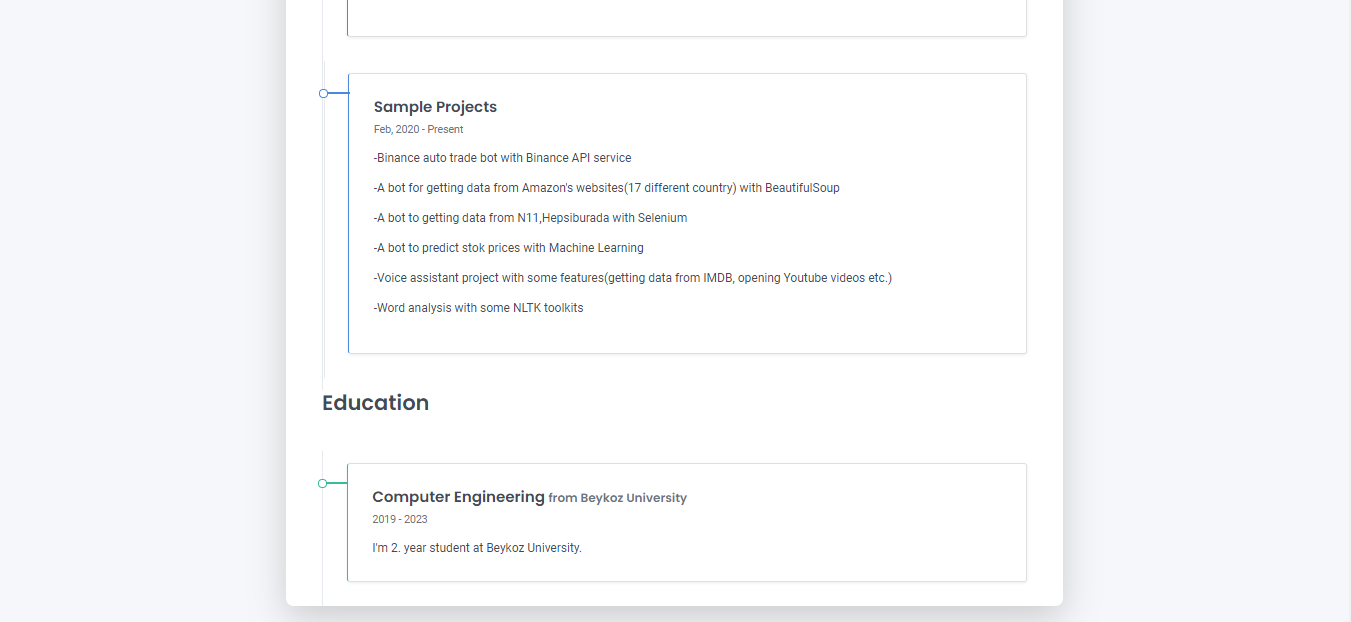 Sample Projects
Feb, 2020 - Present
-Binance auto trade bot with Binance API service
-A bot for getting data from Amazon's websites(17 different country) with BeautifulSoup
-A bot to getting data from N11,Hepsiburada with Selenium
-A bot to predict stok prices with Machine Learning
-Voice assistant project with some features(getting data from IMDB, opening Youtube videos etc.)
-Word analysis with some NLTK toolkits
Education
Computer Engineering from Beykoz University
2019 - 2023
I'm 2. year student at Beykoz University.